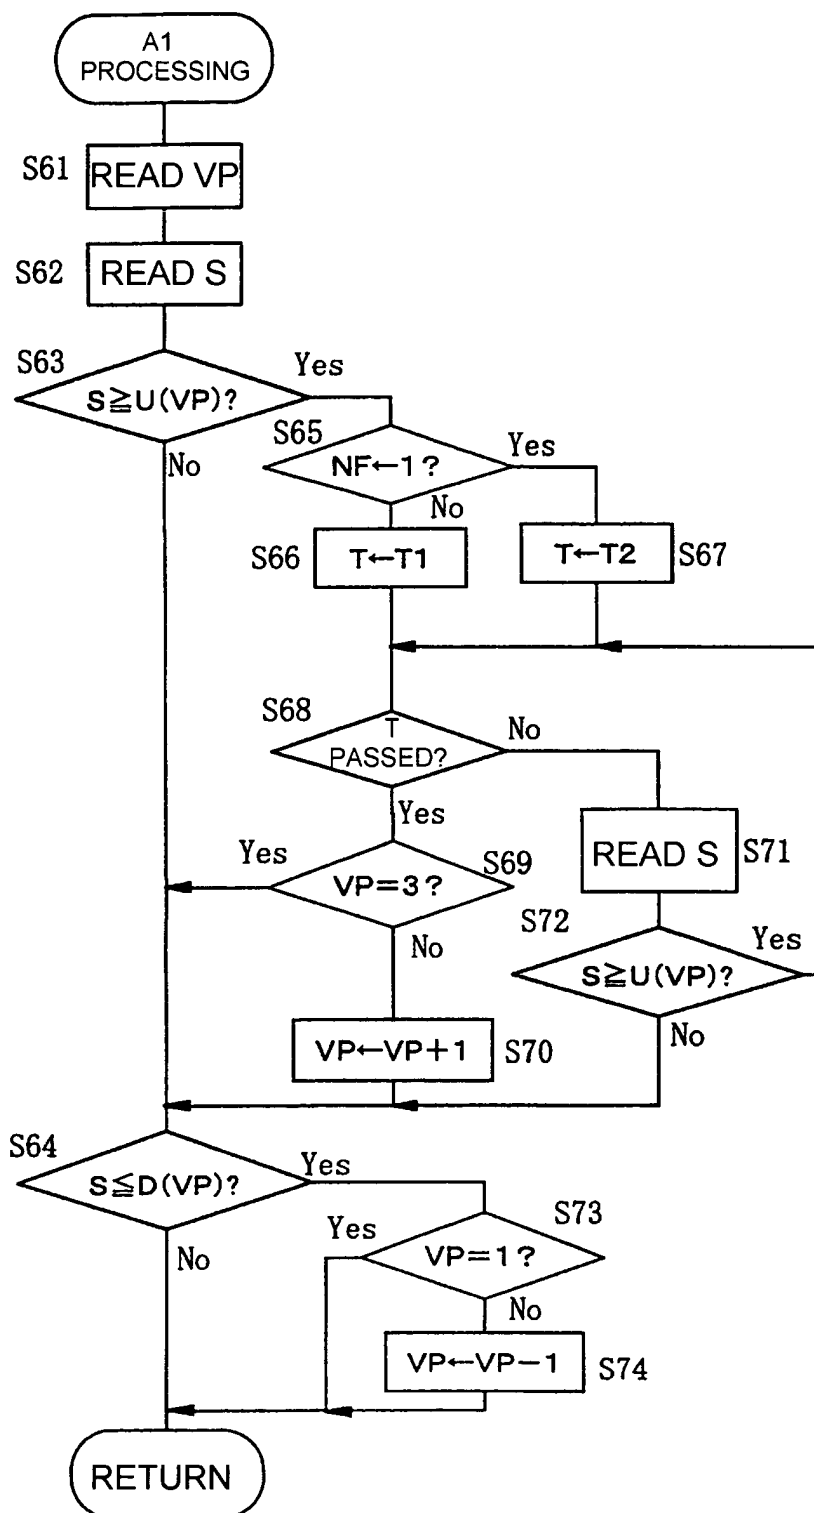 A1
PROCESSING
S61
READ VP
S62
READ S
S63
S≧U(VP)?
Yes
No
S65
NF←1?
Yes
No
S66
T←T1
T←T2
S67
S68
T
PASSED?
No
Yes
READ S
S71
Yes
VP=3?
S69
No
S72
S≧U(VP)?
Yes
No
VP←VP+1
S70
S64
S≦D(VP)?
Yes
No
S73
Yes
VP=1?
No
VP←VP−1
S74
RETURN